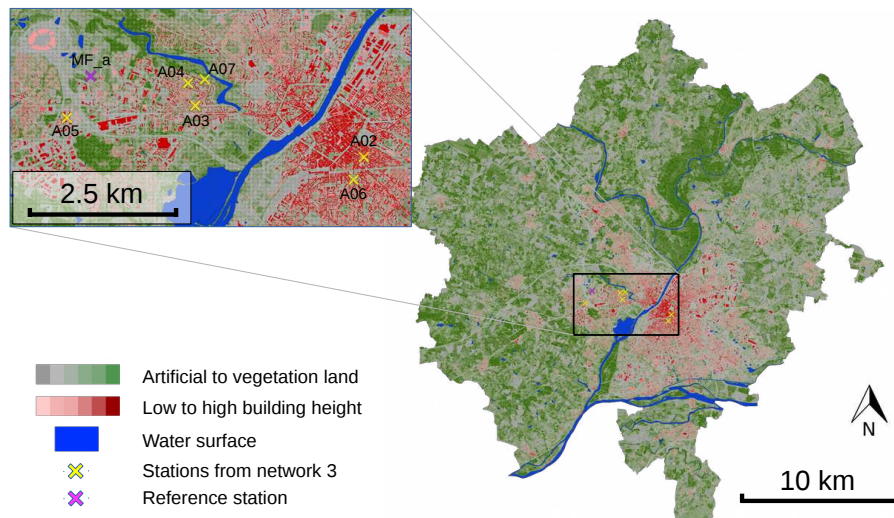 MF_a
A04
A07
A03
A05
A02
A06
2.5 km
Artificial to vegetation land
Low to high building height
Water surface
Stations from network 3
Reference station
N
10 km